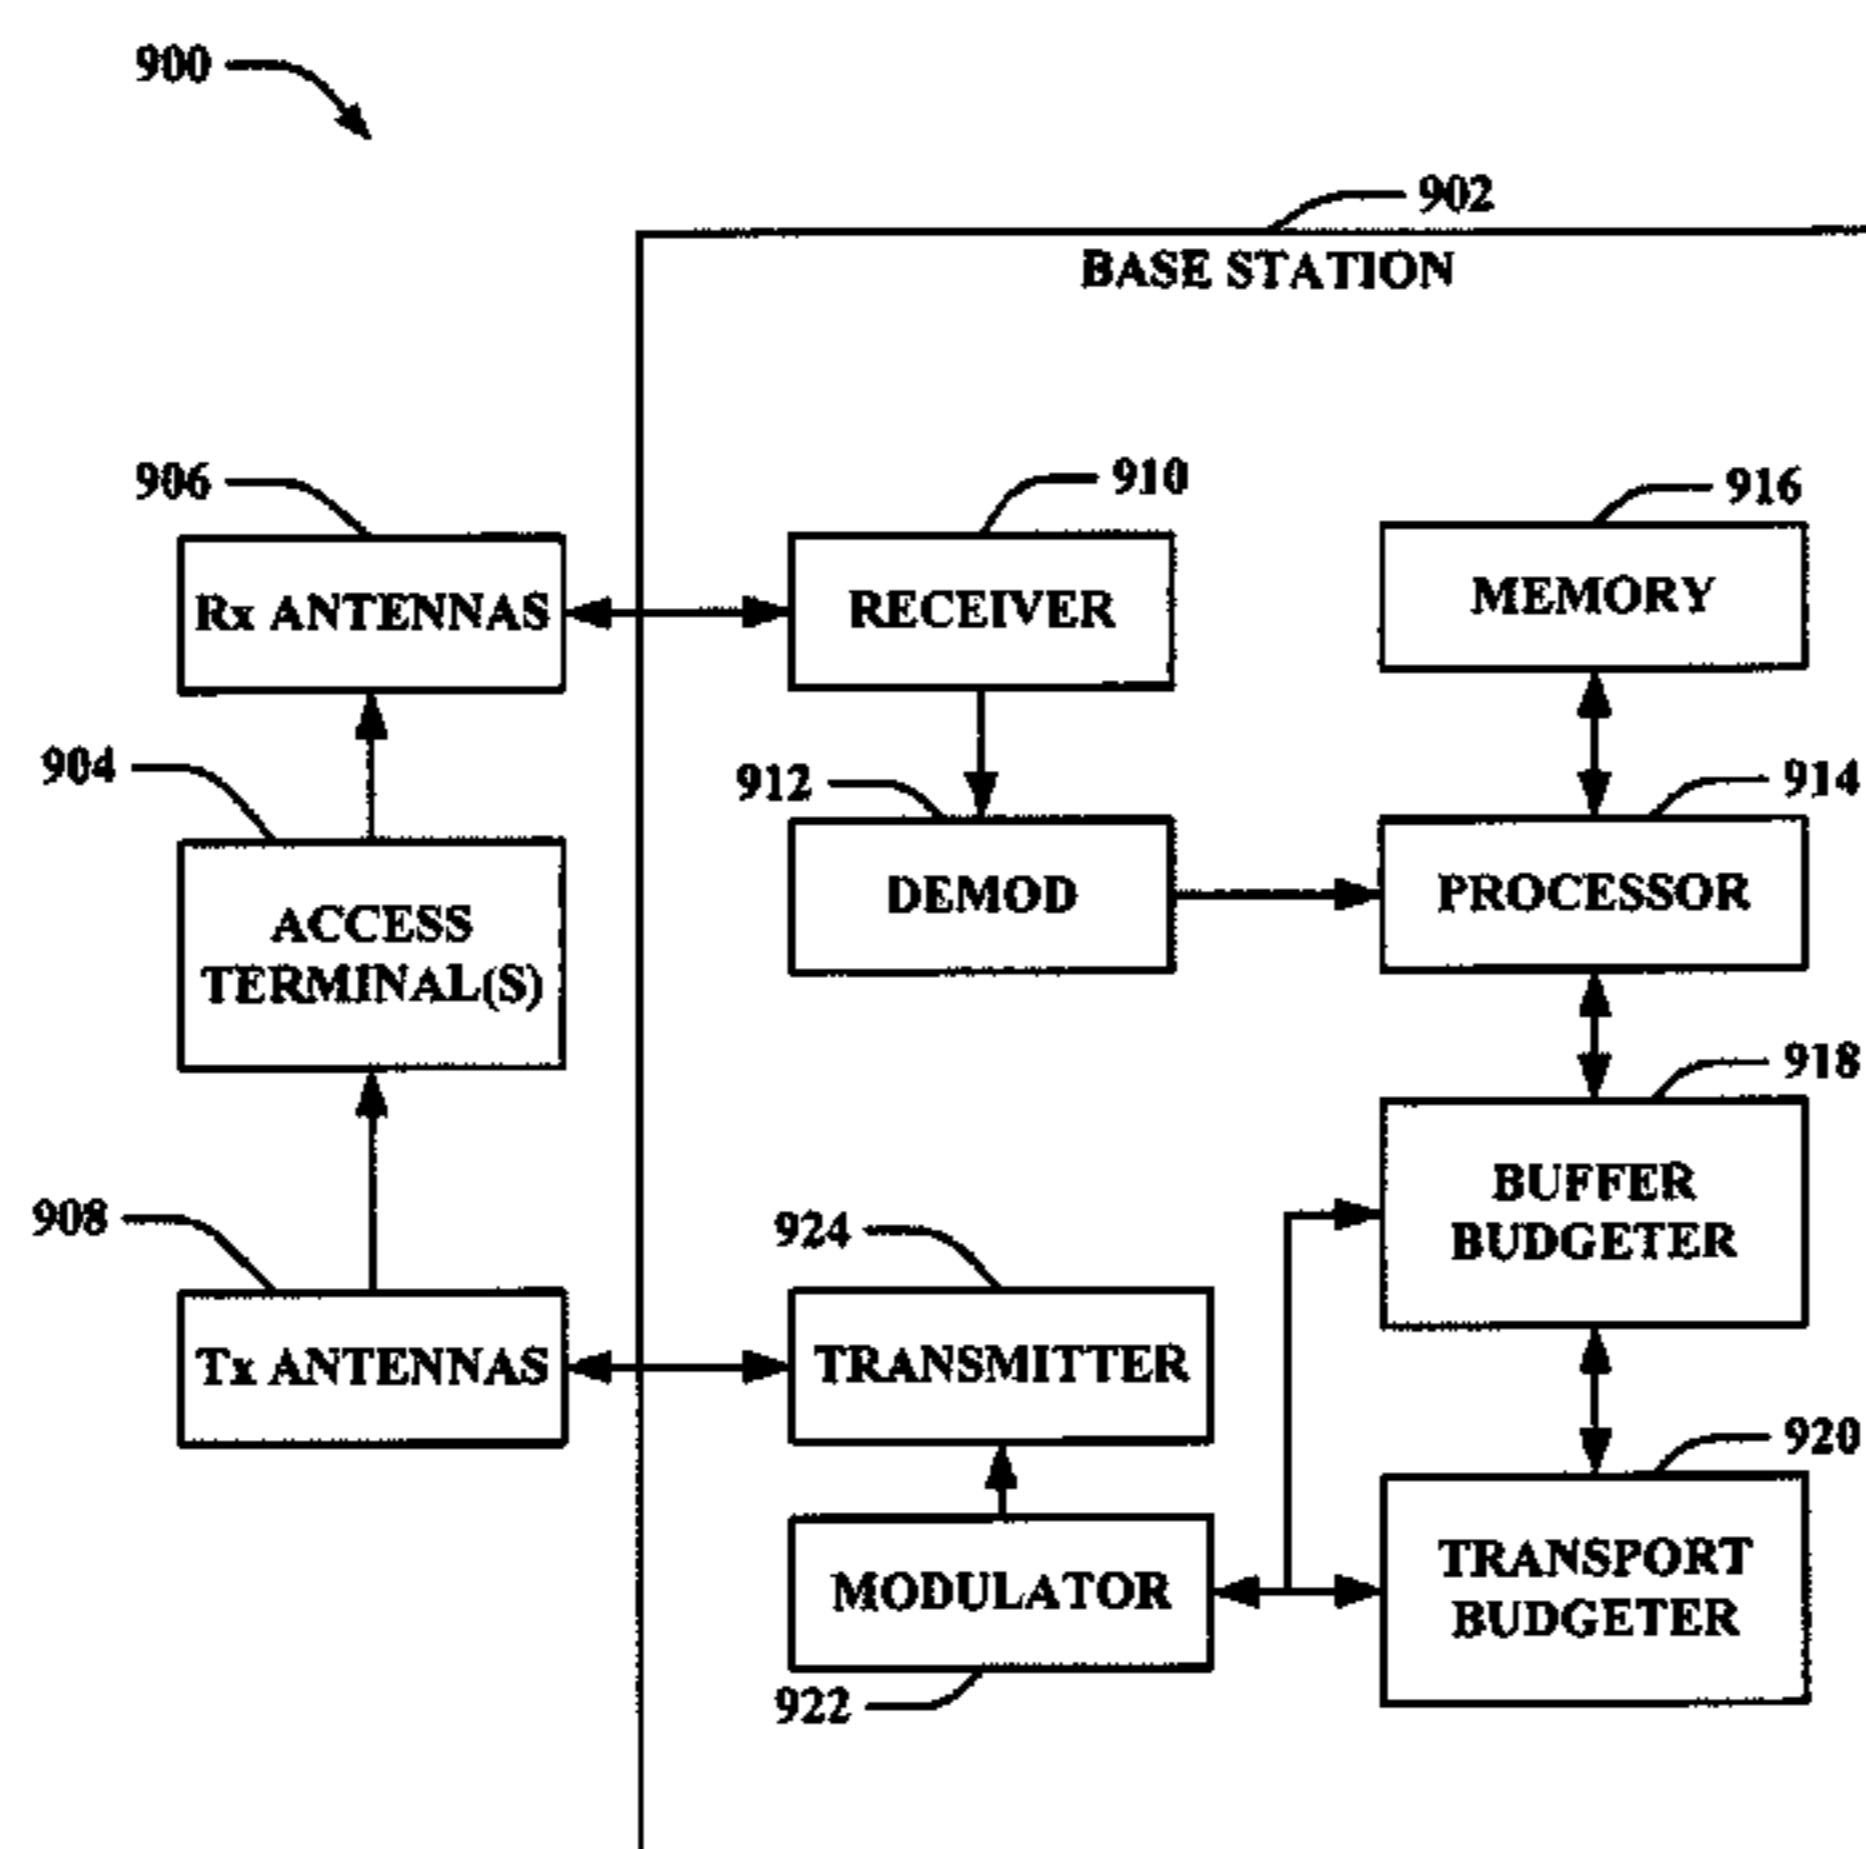 900
902
BASE STATION
906
910
916
Rx ANTENNAS
RECEIVER
MEMORY
904
912
914
ACCESS
TERMINAL(S)
DEMOD
PROCESSOR
918
908
924
BUFFER
BUDGETER
Tx ANTENNAS
TRANSMITTER
920
MODULATOR
TRANSPORT
BUDGETER
922